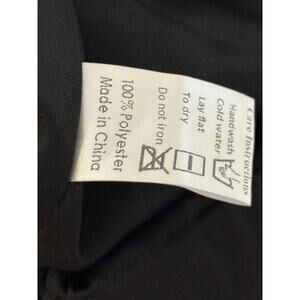 Care Instructions
Handwash
Cold water
Lay flat
To dry
Do not iron
100% Polyester
Made in China